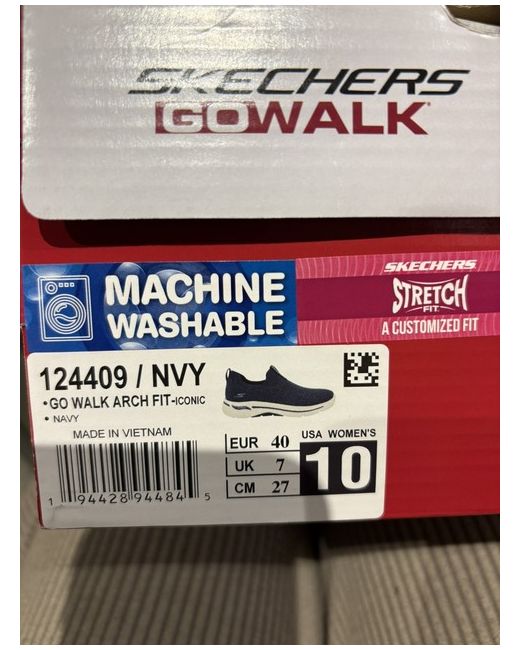 SKECHERS
GOWALK
MACHINE
WASHABLE
SKECHERS
STRETCH
FIT
A CUSTOMIZED FIT
124409 / NVY
•GO WALK ARCH FIT-ICONIC
• NAVY
MADE IN VIETNAM
EUR 40
UK 7
CM 27
USA WOMEN'S
10
1 94428 94484 5